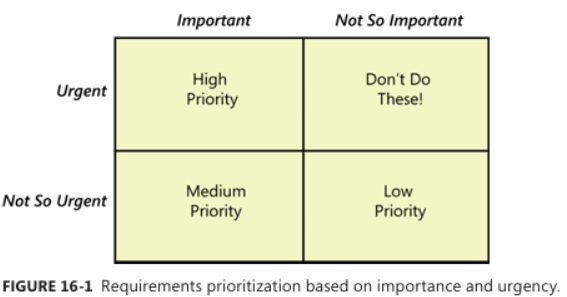 Important Not So Important
Urgent
High
Priority
Don't Do
These!
Not So Urgent
Medium
Priority
Low
Priority
FIGURE 16-1 Requirements prioritization based on importance and urgency.